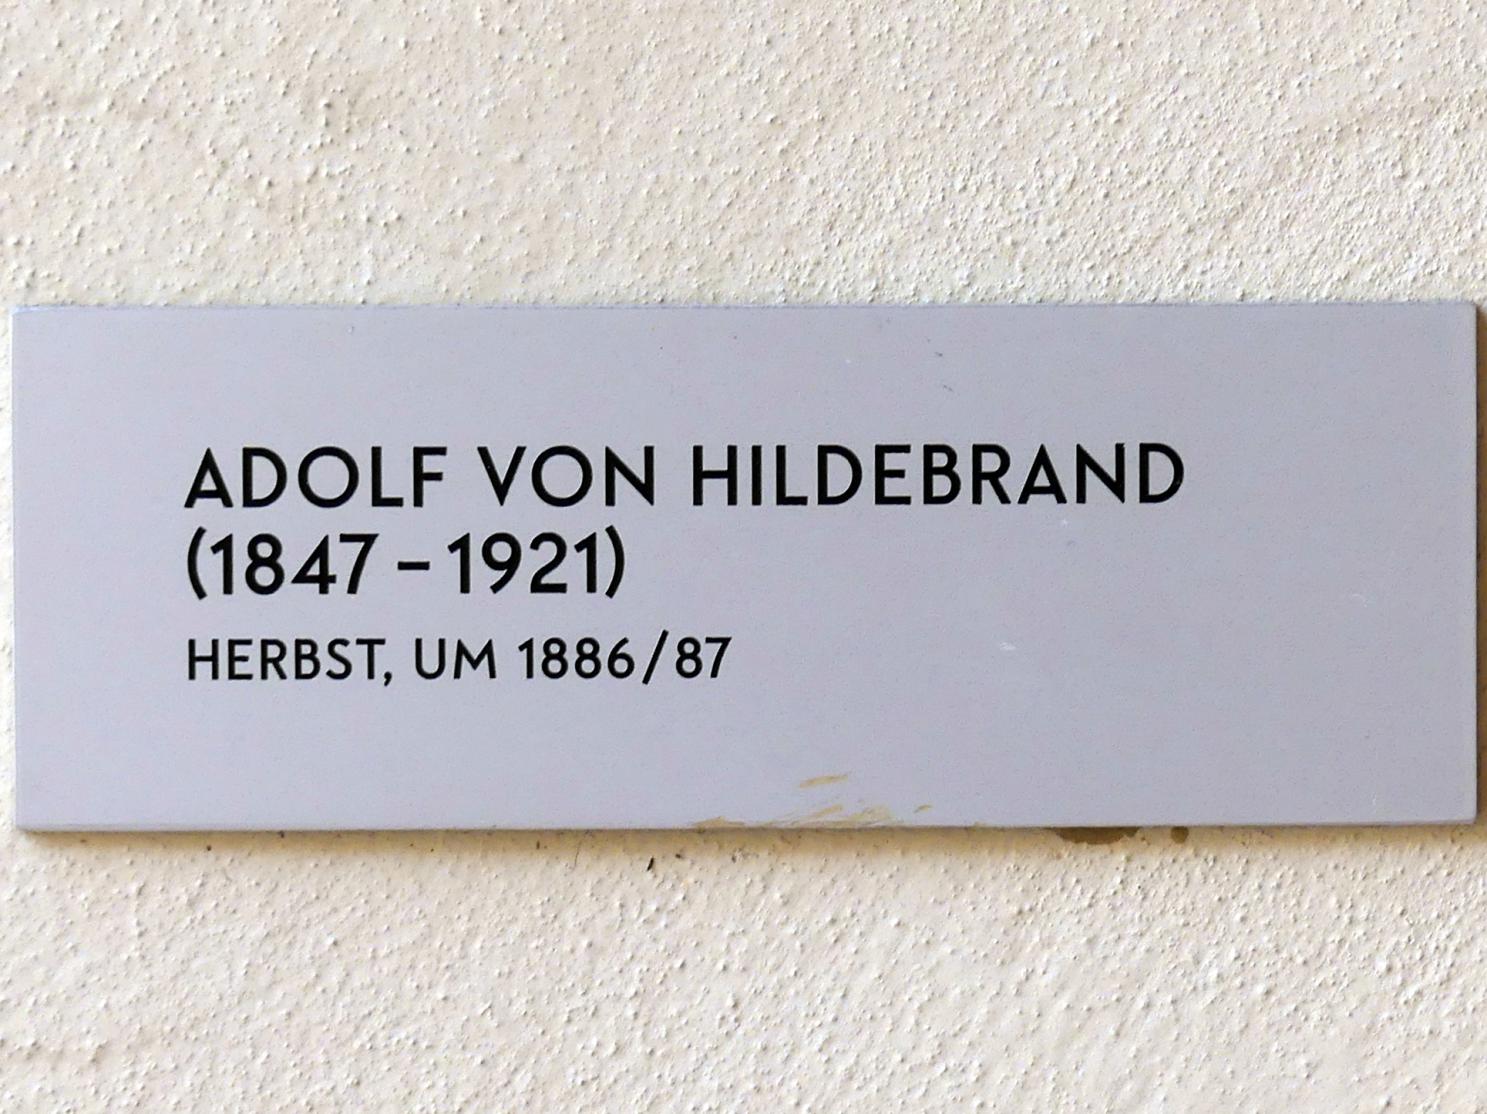 ADOLF VON HILDEBRAND
(1847 – 1921)
HERBST, UM 1886/87